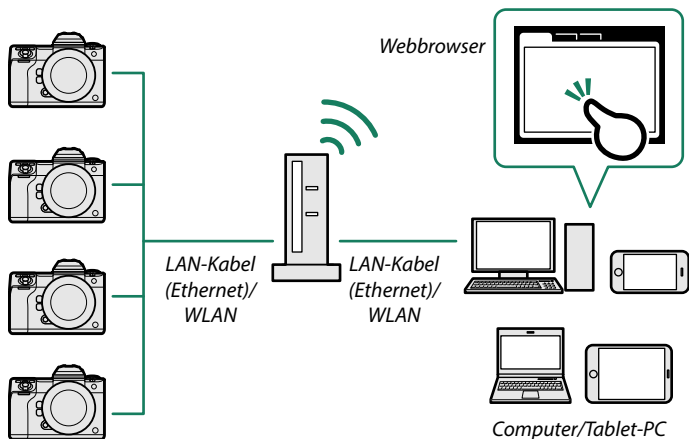 Webbrowser
LAN-Kabel
(Ethernet)/
WLAN
LAN-Kabel
(Ethernet)/
WLAN
Computer/Tablet-PC